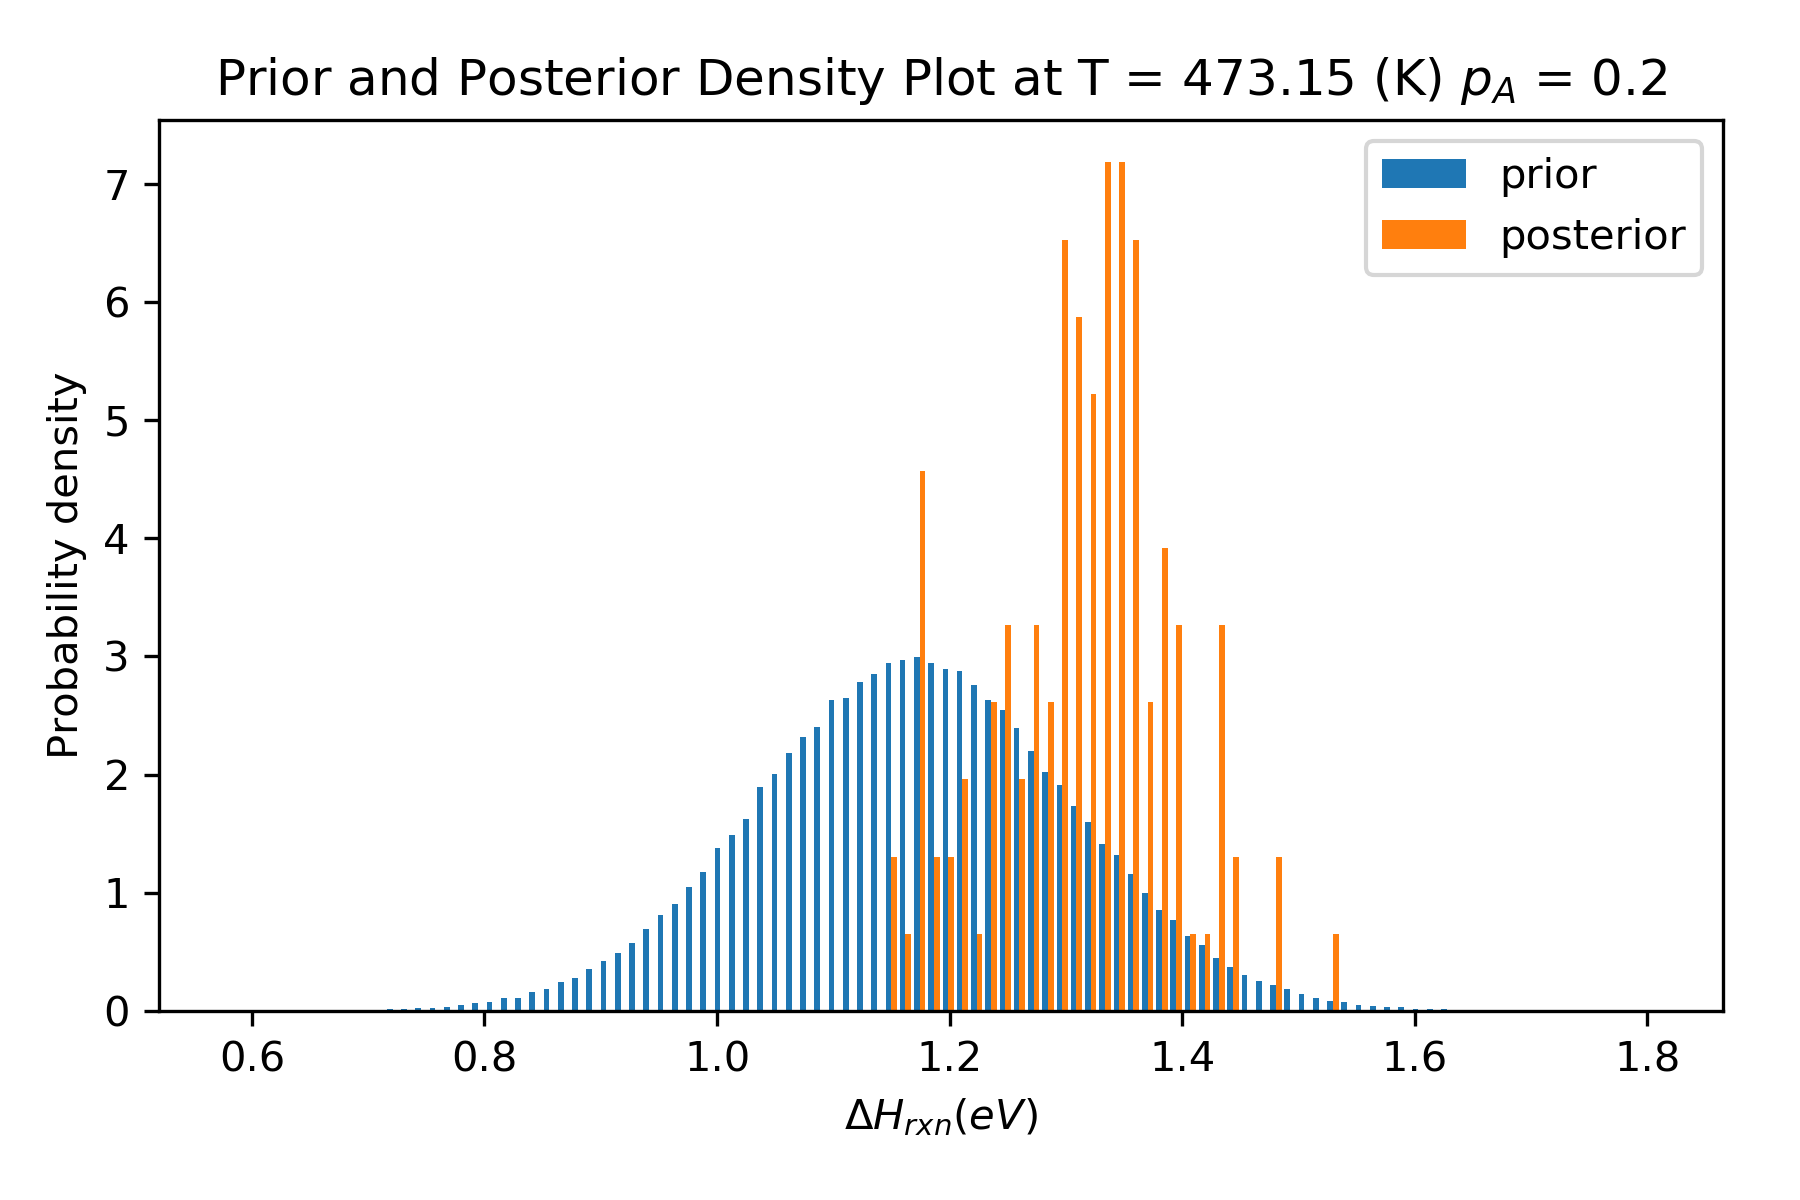 Prior and Posterior Density Plot at T = 473.15 (K) p_A = 0.2
prior
posterior
Probability density
7
6
5
4
3
2
1
0
0.6 0.8 1.0 1.2 1.4 1.6 1.8
ΔH_rxn(eV)